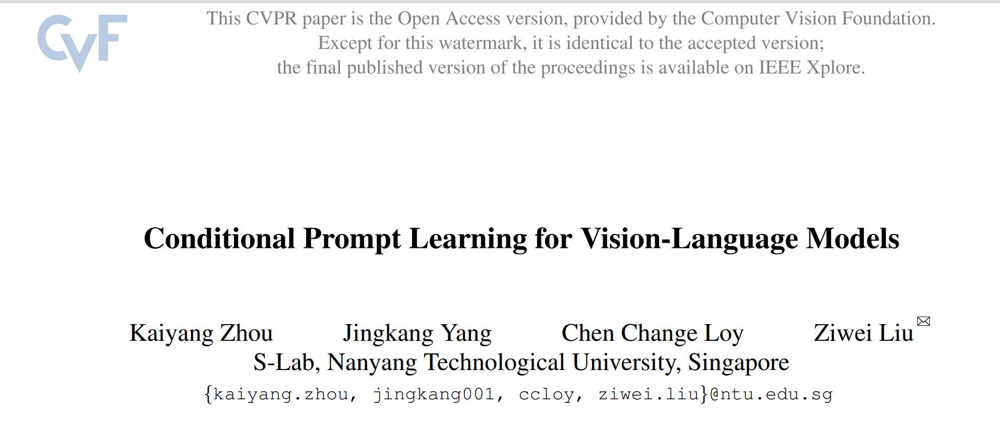 CVF
This CVPR paper is the Open Access version, provided by the Computer Vision Foundation.
Except for this watermark, it is identical to the accepted version;
the final published version of the proceedings is available on IEEE Xplore.
Conditional Prompt Learning for Vision-Language Models
Kaiyang Zhou Jingkang Yang Chen Change Loy Ziwei Liu✉
S-Lab, Nanyang Technological University, Singapore
{kaiyang.zhou, jingkang001, ccloy, ziwei.liu}@ntu.edu.sg